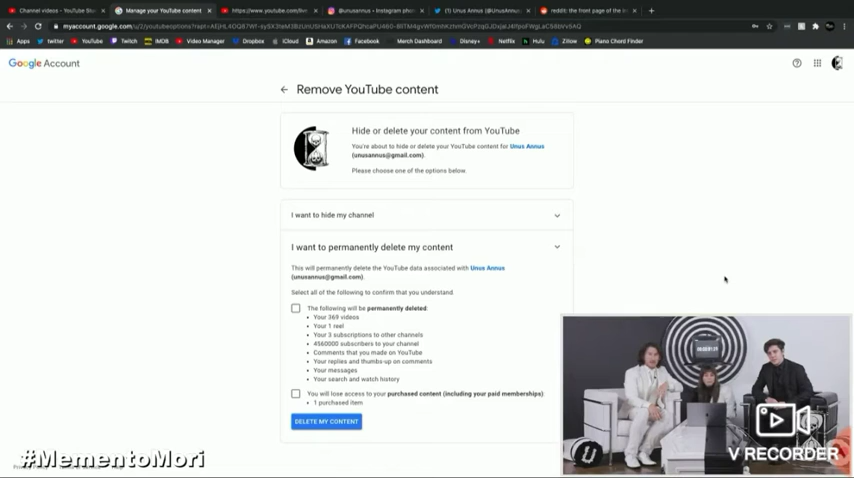 Channel videos - YouTube Stu
Manage your YouTube content
https://www.youtube.com/live
@unusannus • Instagram phot
(1) Unus Annus (@UnusAnnus
reddit: the front page of the in
Apps twitter YouTube Twitch IMDB Video Manager Dropbox iCloud Amazon Facebook Merch Dashboard Disney+ Netflix Hulu Zillow Piano Chord Finder
Google Account
Remove YouTube content
Hide or delete your content from YouTube
You're about to hide or delete your YouTube content for Unus Annus
(unusannus@gmail.com).
Please choose one of the options below.
I want to hide my channel
I want to permanently delete my content
This will permanently delete the YouTube data associated with Unus Annus
(unusannus@gmail.com).
Select all of the following to confirm that you understand.
The following will be permanently deleted:
• Your 369 videos
• Your 1 reel
• Your 3 subscriptions to other channels
• 4560000 subscribers to your channel
• Comments that you made on YouTube
• Your replies and thumbs-up on comments
• Your messages
• Your search and watch history
You will lose access to your purchased content (including your paid memberships)
• 1 purchased item
DELETE MY CONTENT
#MementoMori
V RECORDER